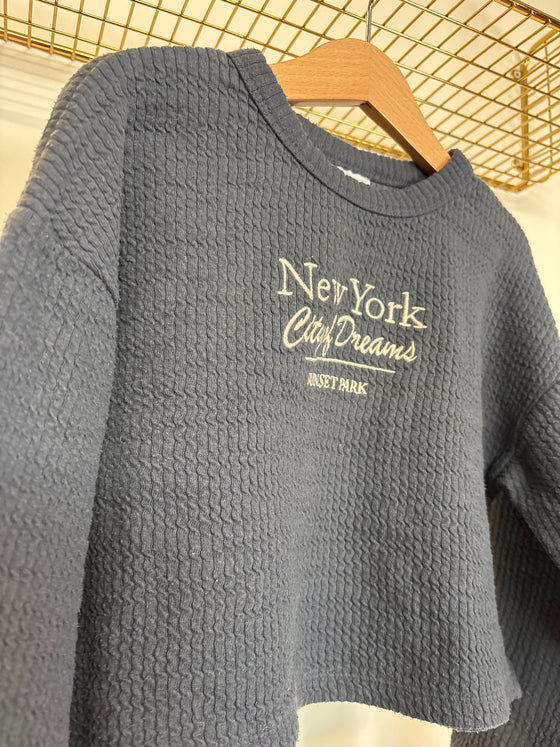 New York
City of Dreams
SUNSET PARK